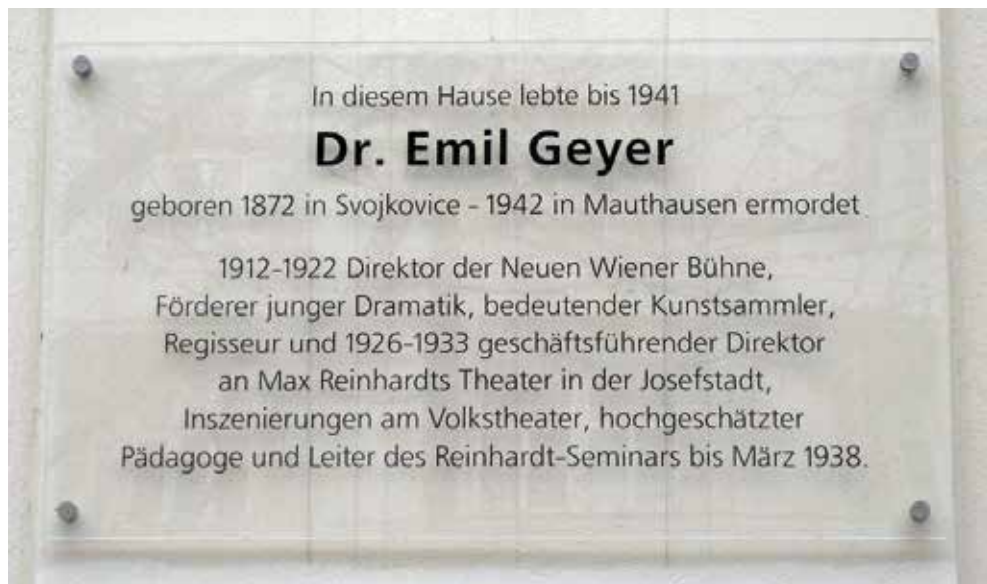 In diesem Hause lebte bis 1941
Dr. Emil Geyer
geboren 1872 in Svojkovice - 1942 in Mauthausen ermordet
1912-1922 Direktor der Neuen Wiener Bühne,
Förderer junger Dramatik, bedeutender Kunstsammler,
Regisseur und 1926-1933 geschäftsführender Direktor
an Max Reinhardts Theater in der Josefstadt,
Inszenierungen am Volkstheater, hochgeschätzter
Pädagoge und Leiter des Reinhardt-Seminars bis März 1938.